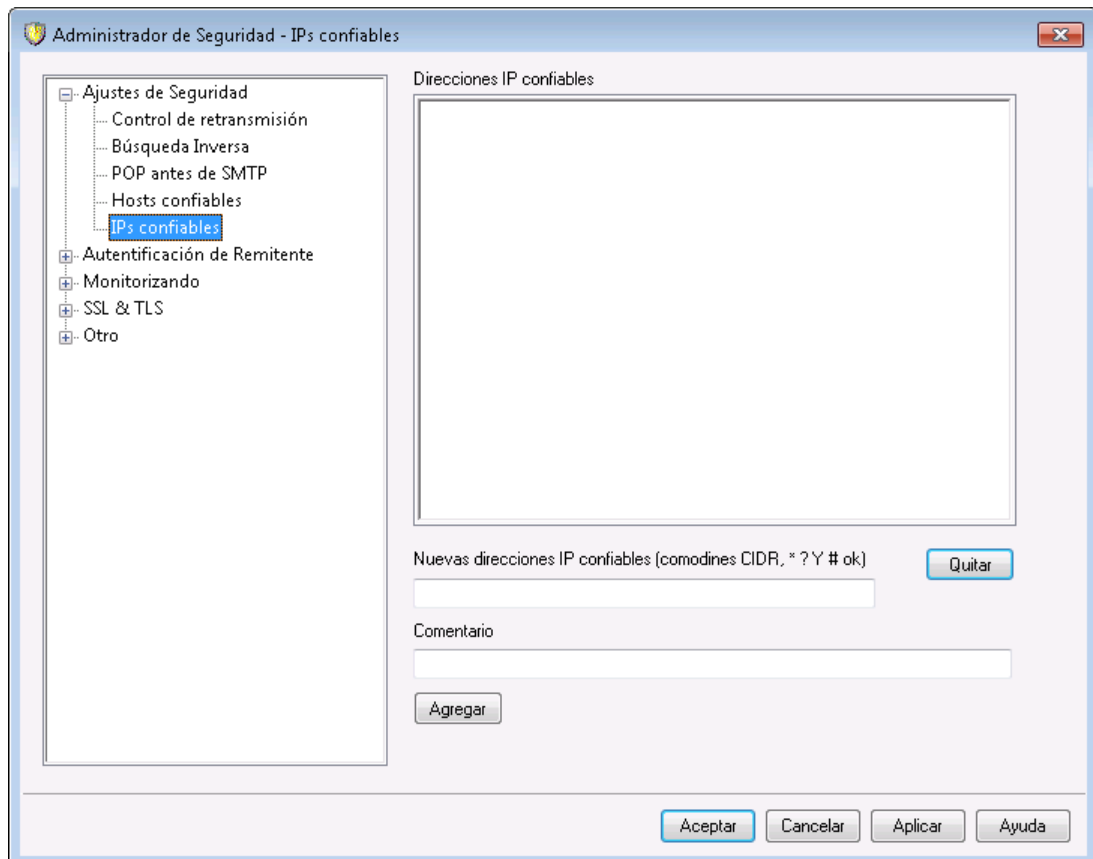 Administrador de Seguridad - IPs confiables
Ajustes de Seguridad
Control de retransmisión
Búsqueda Inversa
POP antes de SMTP
Hosts confiables
IPs confiables
Autentificación de Remitente
Monitorizando
SSL & TLS
Otro
Direcciones IP confiables
Nuevas direcciones IP confiables (comodines CIDR, * ? Y # ok)
Quitar
Comentario
Agregar
Aceptar
Cancelar
Aplicar
Ayuda